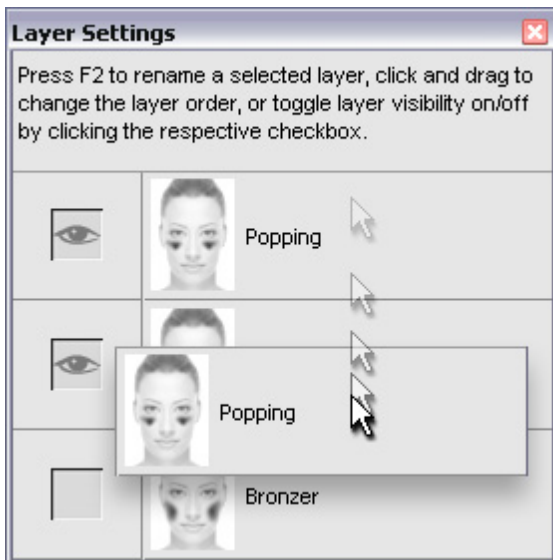 Layer Settings
Press F2 to rename a selected layer, click and drag to
change the layer order, or toggle layer visibility on/off
by clicking the respective checkbox.
Popping
Popping
Bronzer